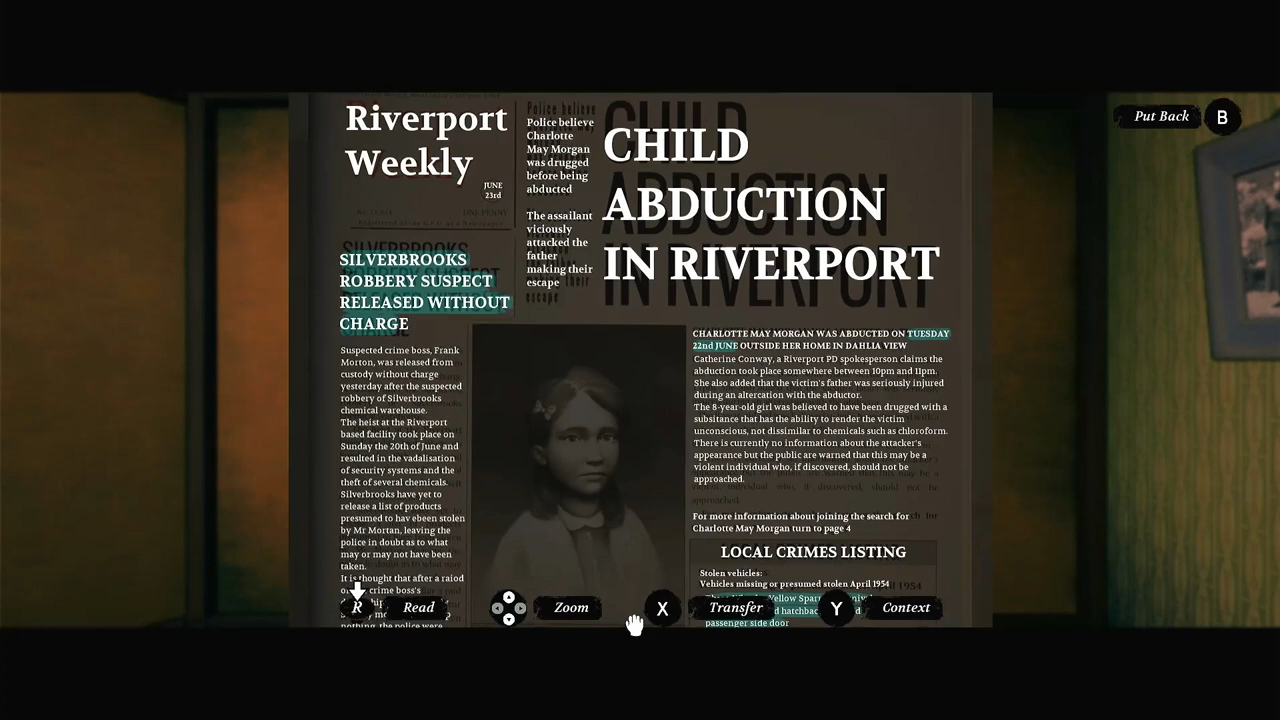 Put Back
B
Riverport
Weekly
JUNE
23rd
SILVERBROOKS
ROBBERY SUSPECT
RELEASED WITHOUT
CHARGE
Suspected crime boss, Frank
Morton, was released from
custody without charge
yesterday after the suspected
robbery of Silverbrooks
chemical warehouse.
The heist at the Riverport
based facility took place on
Sunday the 20th of June and
resulted in the vadalisation
of security systems and the
theft of several chemicals.
Silverbrooks have yet to
release a list of products
presumed to hav ebeen stolen
by Mr Mortan, leaving the
police in doubt as to what
may or may not have been
taken.
It is thought that after a raiod
crime boss's
nothing, the police were
Police believe
Charlotte
May Morgan
was drugged
before being
abducted
The assailant
viciously
attacked the
father
making their
escape
CHILD
ABDUCTION
IN RIVERPORT
CHARLOTTE MAY MORGAN WAS ABDUCTED ON TUESDAY
22nd JUNE OUTSIDE HER HOME IN DAHLIA VIEW
Catherine Conway, a Riverport PD spokesperson claims the
abduction took place somewhere between 10pm and 11pm.
She also added that the victim's father was seriously injured
during an altercation with the abductor.
The 8-year-old girl was believed to have been drugged with a
substance that has the ability to render the victim
unconscious, not dissimilar to chemicals such as chloroform.
There is currently no information about the attacker's
appearance but the public are warned that this may be a
violent individual who, if discovered, should not be
approached.
For more information about joining the search for
Charlotte May Morgan turn to page 4
LOCAL CRIMES LISTING
Stolen vehicles:
Vehicles missing or presumed stolen April 1954
Yellow
passenger side door
R Read
Zoom
X Transfer
Y Context